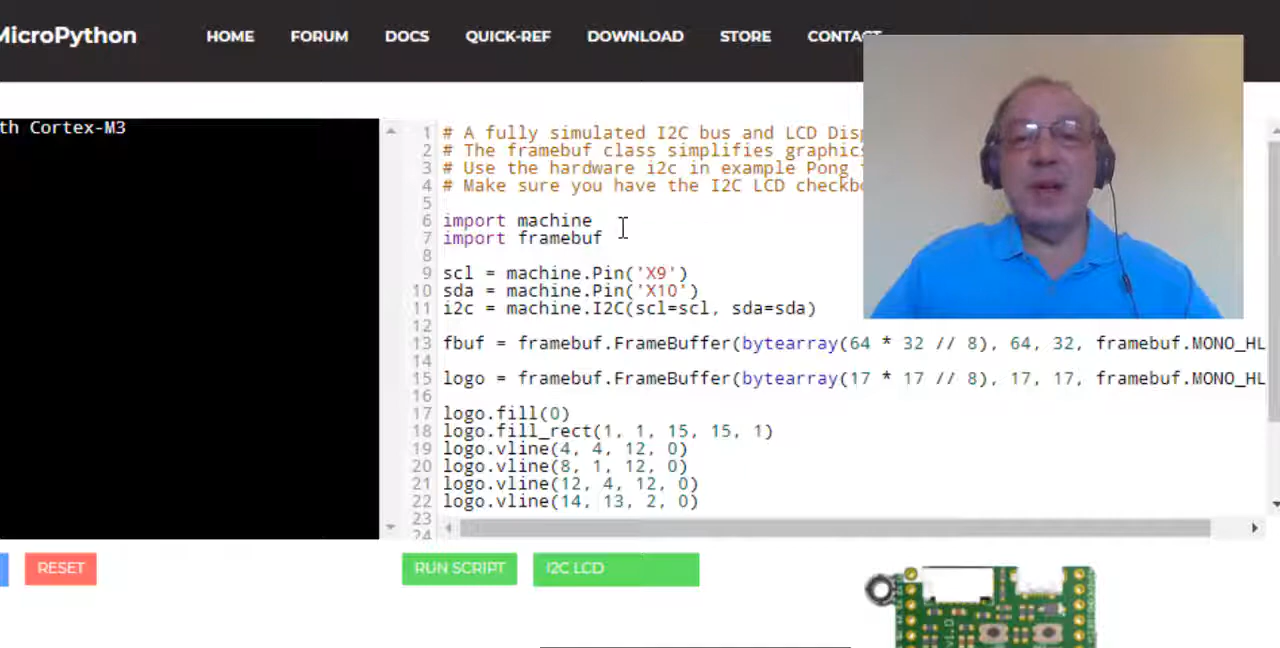 MicroPython HOME FORUM DOCS QUICK-REF DOWNLOAD STORE CONTACT
th Cortex-M3
1 # A fully simulated I2C bus and LCD Disp
2 # The framebuf class simplifies graphics
3 # Use the hardware i2c in example Pong
4 # Make sure you have the I2C LCD checkbo
5
6 import machine
7 import framebuf
8
9 scl = machine.Pin('X9')
10 sda = machine.Pin('X10')
11 i2c = machine.I2C(scl=scl, sda=sda)
12
13 fbuf = framebuf.FrameBuffer(bytearray(64 * 32 // 8), 64, 32, framebuf.MONO_HL
14
15 logo = framebuf.FrameBuffer(bytearray(17 * 17 // 8), 17, 17, framebuf.MONO_HL
16
17 logo.fill(0)
18 logo.fill_rect(1, 1, 15, 15, 1)
19 logo.vline(4, 4, 12, 0)
20 logo.vline(8, 1, 12, 0)
21 logo.vline(12, 4, 12, 0)
22 logo.vline(14, 13, 2, 0)
23
24
RESET RUN SCRIPT I2C LCD
v1.0